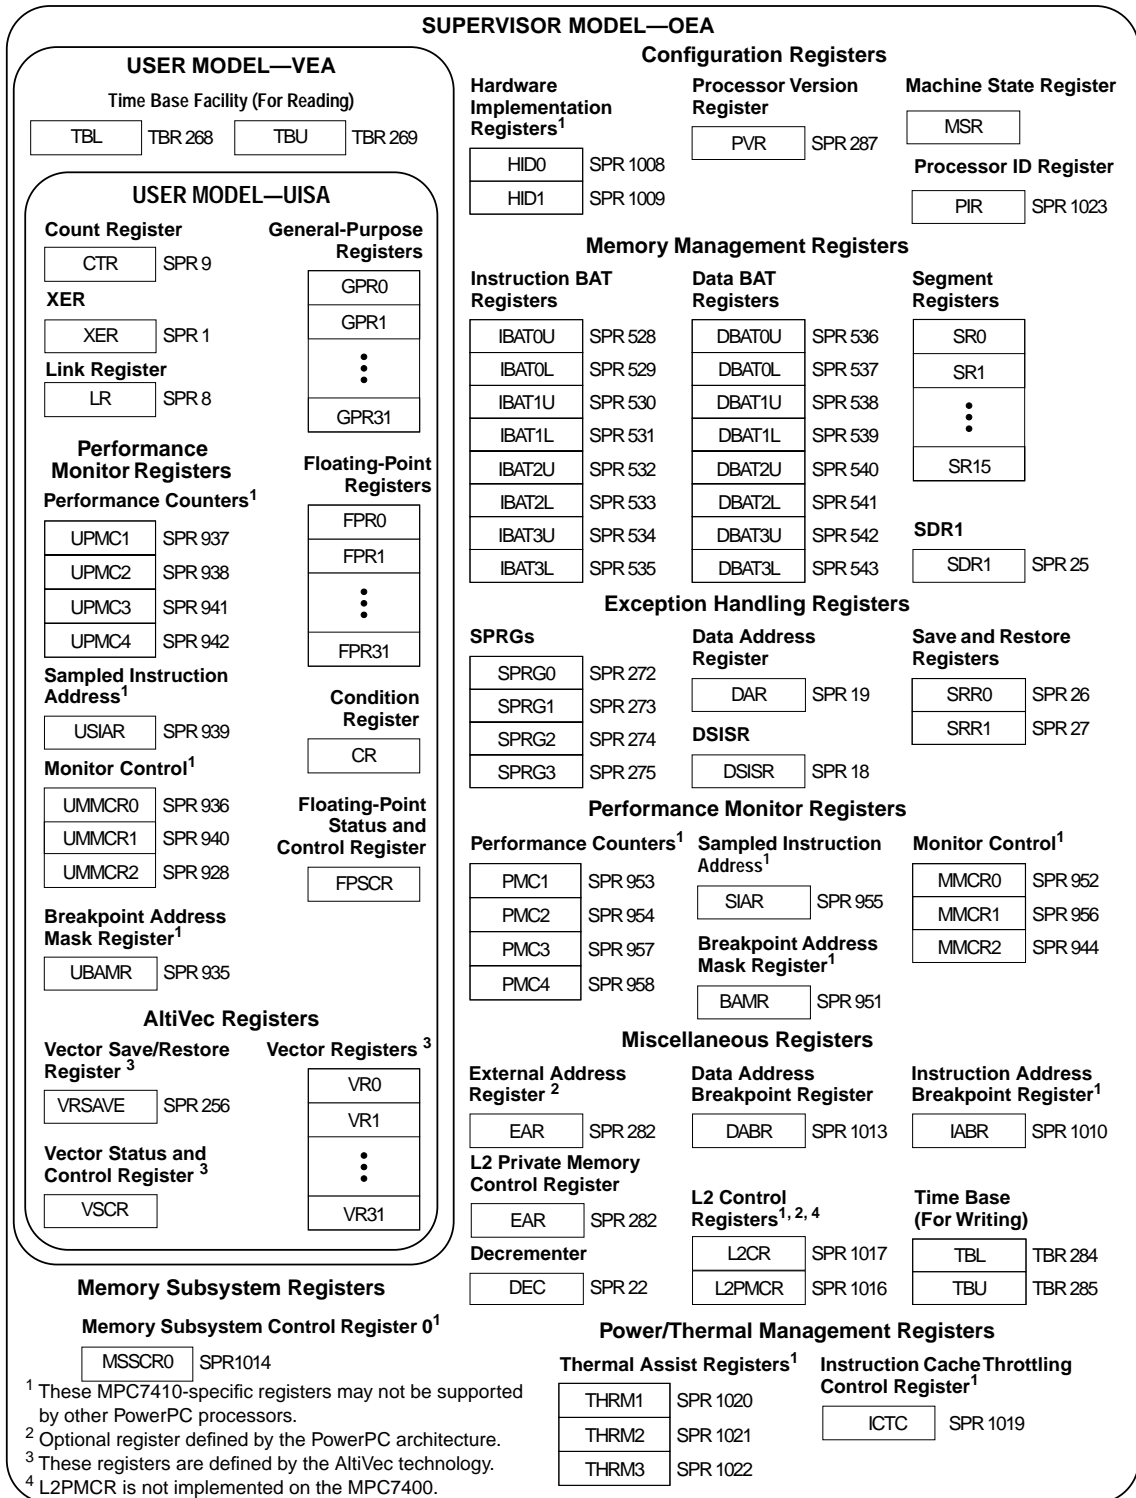 SUPERVISOR MODEL—OEA
USER MODEL—VEA
Time Base Facility (For Reading)
TBL TBR 268 TBU TBR 269
USER MODEL—UISA
Count Register
CTR SPR 9
XER
XER SPR 1
Link Register
LR SPR 8
Performance
Monitor Registers
Performance Counters1
UPMC1 SPR 937
UPMC2 SPR 938
UPMC3 SPR 941
UPMC4 SPR 942
Sampled Instruction
Address1
USIAR SPR 939
Monitor Control1
UMMCR0 SPR 936
UMMCR1 SPR 940
UMMCR2 SPR 928
Breakpoint Address
Mask Register1
UBAMR SPR 935
General-Purpose
Registers
GPR0
GPR1
GPR31
Floating-Point
Registers
FPR0
FPR1
FPR31
Condition
Register
CR
Floating-Point
Status and
Control Register
FPSCR
AltiVec Registers
Vector Save/Restore
Register 3
VRSAVE SPR 256
Vector Status and
Control Register 3
VSCR
Vector Registers 3
VR0
VR1
VR31
Memory Subsystem Registers
Memory Subsystem Control Register 01
MSSCR0 SPR1014
Configuration Registers
Hardware
Implementation
Registers1
HID0 SPR 1008
HID1 SPR 1009
Processor Version
Register
PVR SPR 287
Machine State Register
MSR
Processor ID Register
PIR SPR 1023
Memory Management Registers
Instruction BAT
Registers
IBAT0U SPR 528
IBAT0L SPR 529
IBAT1U SPR 530
IBAT1L SPR 531
IBAT2U SPR 532
IBAT2L SPR 533
IBAT3U SPR 534
IBAT3L SPR 535
Data BAT
Registers
DBAT0U SPR 536
DBAT0L SPR 537
DBAT1U SPR 538
DBAT1L SPR 539
DBAT2U SPR 540
DBAT2L SPR 541
DBAT3U SPR 542
DBAT3L SPR 543
Segment
Registers
SR0
SR1
SR15
SDR1
SDR1 SPR 25
Exception Handling Registers
SPRGs
SPRG0 SPR 272
SPRG1 SPR 273
SPRG2 SPR 274
SPRG3 SPR 275
Data Address
Register
DAR SPR 19
DSISR
DSISR SPR 18
Save and Restore
Registers
SRR0 SPR 26
SRR1 SPR 27
Performance Monitor Registers
Performance Counters1
PMC1 SPR 953
PMC2 SPR 954
PMC3 SPR 957
PMC4 SPR 958
Sampled Instruction
Address1
SIAR SPR 955
Breakpoint Address
Mask Register1
BAMR SPR 951
Monitor Control1
MMCR0 SPR 952
MMCR1 SPR 956
MMCR2 SPR 944
Miscellaneous Registers
External Address
Register 2
EAR SPR 282
L2 Private Memory
Control Register
EAR SPR 282
Decrementer
DEC SPR 22
Data Address
Breakpoint Register
DABR SPR 1013
L2 Control
Registers1, 2, 4
L2CR SPR 1017
L2PMCR SPR 1016
Instruction Address
Breakpoint Register1
IABR SPR 1010
Time Base
(For Writing)
TBL TBR 284
TBU TBR 285
Power/Thermal Management Registers
Thermal Assist Registers1
THRM1 SPR 1020
THRM2 SPR 1021
THRM3 SPR 1022
Instruction Cache Throttling
Control Register1
ICTC SPR 1019
1 These MPC7410-specific registers may not be supported
by other PowerPC processors.
2 Optional register defined by the PowerPC architecture.
3 These registers are defined by the AltiVec technology.
4 L2PMCR is not implemented on the MPC7400.